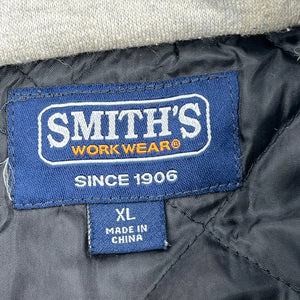 SMITH'S
WORKWEAR®
SINCE 1906
XL
MADE IN
CHINA